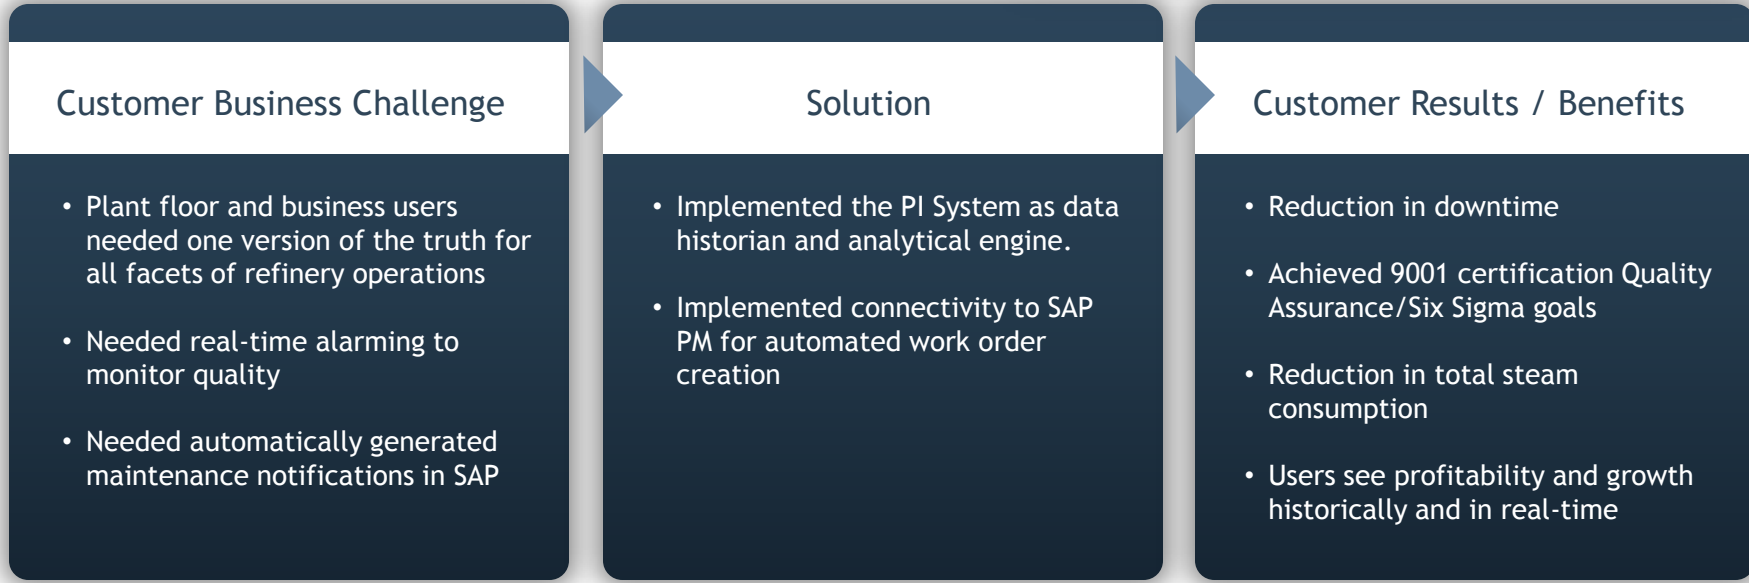 Customer Business Challenge
• Plant floor and business users
needed one version of the truth for
all facets of refinery operations
• Needed real-time alarming to
monitor quality
• Needed automatically generated
maintenance notifications in SAP
Solution
• Implemented the PI System as data
historian and analytical engine.
• Implemented connectivity to SAP
PM for automated work order
creation
Customer Results / Benefits
• Reduction in downtime
• Achieved 9001 certification Quality
Assurance/Six Sigma goals
• Reduction in total steam
consumption
• Users see profitability and growth
historically and in real-time